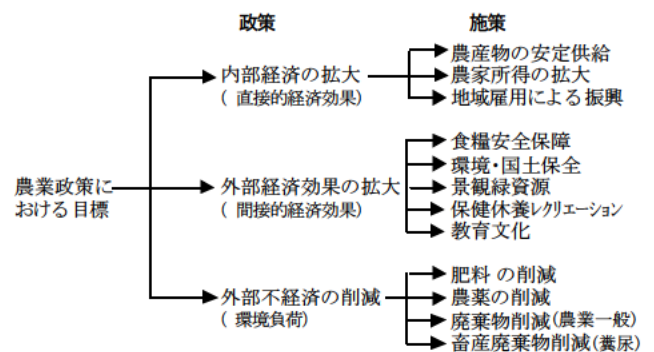 政策
施策
農業政策に
おける目標
内部経済の拡大
( 直接的経済効果)
農産物の安定供給
農家所得の拡大
地域雇用による振興
外部経済効果の拡大
( 間接的経済効果)
食糧安全保障
環境・国土保全
景観緑資源
保健休養レクリエーション
教育文化
外部不経済の削減
( 環境負荷)
肥料 の削減
農薬の削減
廃棄物削減(農業一般)
畜産廃棄物削減(糞尿)